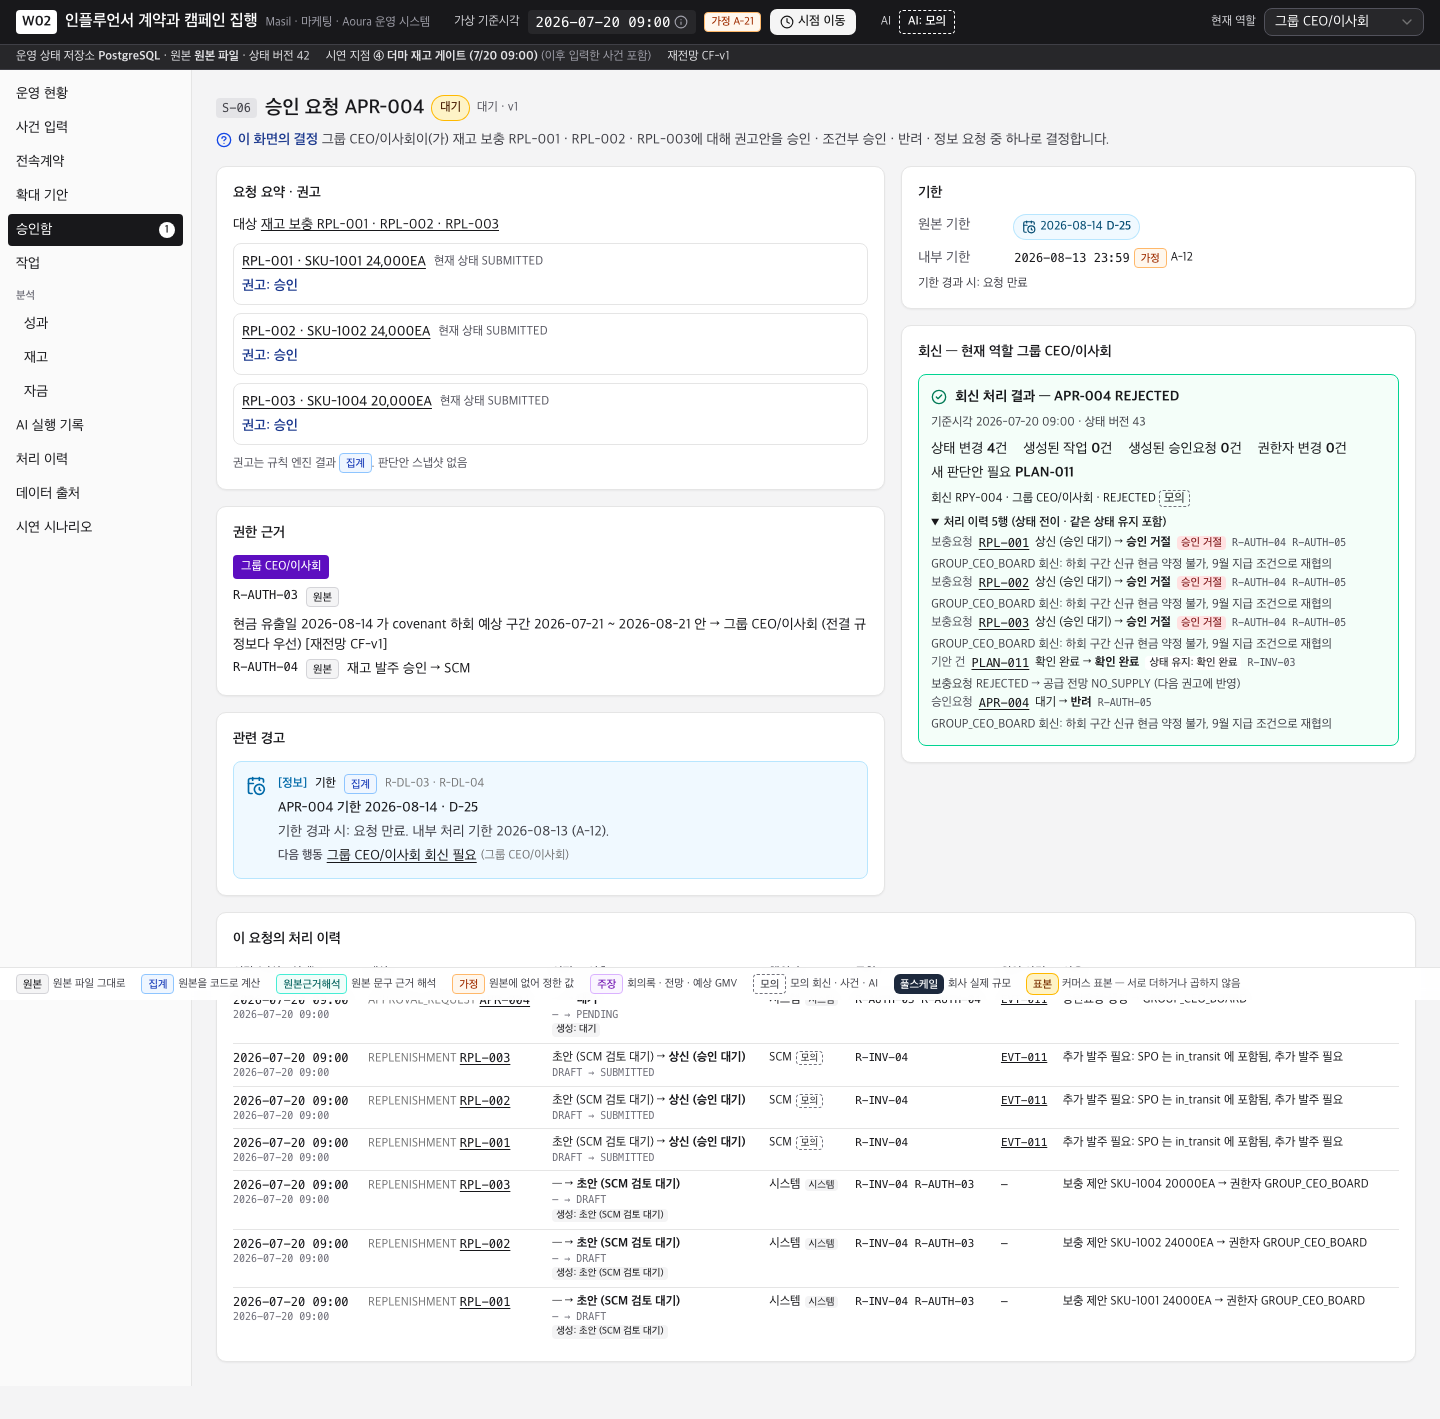 W02 인플루언서 계약과 캠페인 집행 Masil · 마케팅 · Aoura 운영 시스템 가상 기준시각 2026-07-20 09:00 가정 A-21 시점 이동 AI AI: 모의 현재 역할 그룹 CEO/이사회
운영 상태 저장소 PostgreSQL · 원본 원본 파일 · 상태 버전 42 시연 지점 ④ 더마 재고 게이트 (7/20 09:00) (이후 입력한 사건 포함) 재전망 CF-v1
운영 현황
사건 입력
전속계약
확대 기안
승인함 1
작업
분석
성과
재고
자금
AI 실행 기록
처리 이력
데이터 출처
시연 시나리오
S-06 승인 요청 APR-004 대기 대기 · v1
이 화면의 결정 그룹 CEO/이사회이(가) 재고 보충 RPL-001 · RPL-002 · RPL-003에 대해 권고안을 승인 · 조건부 승인 · 반려 · 정보 요청 중 하나로 결정합니다.
요청 요약 · 권고
대상 재고 보충 RPL-001 · RPL-002 · RPL-003
RPL-001 · SKU-1001 24,000EA 현재 상태 SUBMITTED
권고: 승인
RPL-002 · SKU-1002 24,000EA 현재 상태 SUBMITTED
권고: 승인
RPL-003 · SKU-1004 20,000EA 현재 상태 SUBMITTED
권고: 승인
권고는 규칙 엔진 결과 집계. 판단안 스냅샷 없음
권한 근거
그룹 CEO/이사회
R-AUTH-03 원본
현금 유출일 2026-08-14 가 covenant 하회 예상 구간 2026-07-21 ~ 2026-08-21 안 → 그룹 CEO/이사회 (전결 규
정보다 우선) [재전망 CF-v1]
R-AUTH-04 원본 재고 발주 승인 → SCM
관련 경고
[정보] 기한 집계 R-DL-03 · R-DL-04
APR-004 기한 2026-08-14 · D-25
기한 경과 시: 요청 만료. 내부 처리 기한 2026-08-13 (A-12).
다음 행동 그룹 CEO/이사회 회신 필요 (그룹 CEO/이사회)
기한
원본 기한 2026-08-14 D-25
내부 기한 2026-08-13 23:59 가정 A-12
기한 경과 시: 요청 만료
회신 — 현재 역할 그룹 CEO/이사회
회신 처리 결과 — APR-004 REJECTED
기준시각 2026-07-20 09:00 · 상태 버전 43
상태 변경 4건 생성된 작업 0건 생성된 승인요청 0건 권한자 변경 0건
새 판단안 필요 PLAN-011
회신 RPY-004 · 그룹 CEO/이사회 · REJECTED 모의
▼ 처리 이력 5행 (상태 전이 · 같은 상태 유지 포함)
보충요청 RPL-001 상신 (승인 대기) → 승인 거절 승인 거절 R-AUTH-04 R-AUTH-05
GROUP_CEO_BOARD 회신: 하회 구간 신규 현금 약정 불가, 9월 지급 조건으로 재협의
보충요청 RPL-002 상신 (승인 대기) → 승인 거절 승인 거절 R-AUTH-04 R-AUTH-05
GROUP_CEO_BOARD 회신: 하회 구간 신규 현금 약정 불가, 9월 지급 조건으로 재협의
보충요청 RPL-003 상신 (승인 대기) → 승인 거절 승인 거절 R-AUTH-04 R-AUTH-05
GROUP_CEO_BOARD 회신: 하회 구간 신규 현금 약정 불가, 9월 지급 조건으로 재협의
기안 건 PLAN-011 확인 완료 → 확인 완료 상태 유지: 확인 완료 R-INV-03
보충요청 REJECTED → 공급 전망 NO_SUPPLY (다음 권고에 반영)
승인요청 APR-004 대기 → 반려 R-AUTH-05
GROUP_CEO_BOARD 회신: 하회 구간 신규 현금 약정 불가, 9월 지급 조건으로 재협의
이 요청의 처리 이력
원본 원본 파일 그대로 집계 원본을 코드로 계산 원본근거해석 원본 문구 근거 해석 가정 원본에 없어 정한 값 주장 회의록 · 전망 · 예상 GMV 모의 모의 회신 · 사건 · AI 풀스케일 회사 실제 규모 표본 커머스 표본 — 서로 더하거나 곱하지 않음
2026-07-20 09:00 APPROVAL_REQUEST APR-004 대기 시스템 시스템 EVT-011
2026-07-20 09:00 — → PENDING
생성: 대기
2026-07-20 09:00 REPLENISHMENT RPL-003 초안 (SCM 검토 대기) → 상신 (승인 대기) SCM 모의 R-INV-04 EVT-011 추가 발주 필요: SPO 는 in_transit 에 포함됨, 추가 발주 필요
2026-07-20 09:00 DRAFT → SUBMITTED
2026-07-20 09:00 REPLENISHMENT RPL-002 초안 (SCM 검토 대기) → 상신 (승인 대기) SCM 모의 R-INV-04 EVT-011 추가 발주 필요: SPO 는 in_transit 에 포함됨, 추가 발주 필요
2026-07-20 09:00 DRAFT → SUBMITTED
2026-07-20 09:00 REPLENISHMENT RPL-001 초안 (SCM 검토 대기) → 상신 (승인 대기) SCM 모의 R-INV-04 EVT-011 추가 발주 필요: SPO 는 in_transit 에 포함됨, 추가 발주 필요
2026-07-20 09:00 DRAFT → SUBMITTED
2026-07-20 09:00 REPLENISHMENT RPL-003 — → 초안 (SCM 검토 대기) 시스템 시스템 R-INV-04 R-AUTH-03 — 보충 제안 SKU-1004 20000EA → 권한자 GROUP_CEO_BOARD
2026-07-20 09:00 — → DRAFT
생성: 초안 (SCM 검토 대기)
2026-07-20 09:00 REPLENISHMENT RPL-002 — → 초안 (SCM 검토 대기) 시스템 시스템 R-INV-04 R-AUTH-03 — 보충 제안 SKU-1002 24000EA → 권한자 GROUP_CEO_BOARD
2026-07-20 09:00 — → DRAFT
생성: 초안 (SCM 검토 대기)
2026-07-20 09:00 REPLENISHMENT RPL-001 — → 초안 (SCM 검토 대기) 시스템 시스템 R-INV-04 R-AUTH-03 — 보충 제안 SKU-1001 24000EA → 권한자 GROUP_CEO_BOARD
2026-07-20 09:00 — → DRAFT
생성: 초안 (SCM 검토 대기)